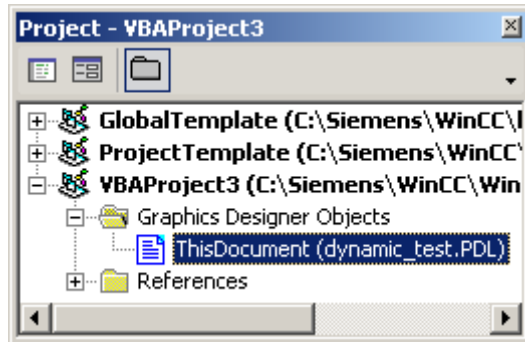 Project - VBAProject3
GlobalTemplate (C:\Siemens\WinCC\
ProjectTemplate (C:\Siemens\WinCC'
VBAProject3 (C:\Siemens\WinCC\Win
Graphics Designer Objects
ThisDocument (dynamic_test.PDL)
References